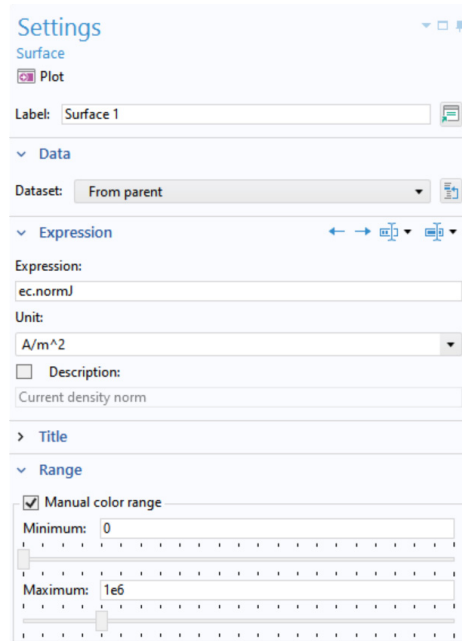 Settings
Surface
Plot
Label: Surface 1
Data
Dataset: From parent
Expression
Expression:
ec.normJ
Unit:
A/m^2
Description:
Current density norm
Title
Range
Manual color range
Minimum: 0
Maximum: 1e6